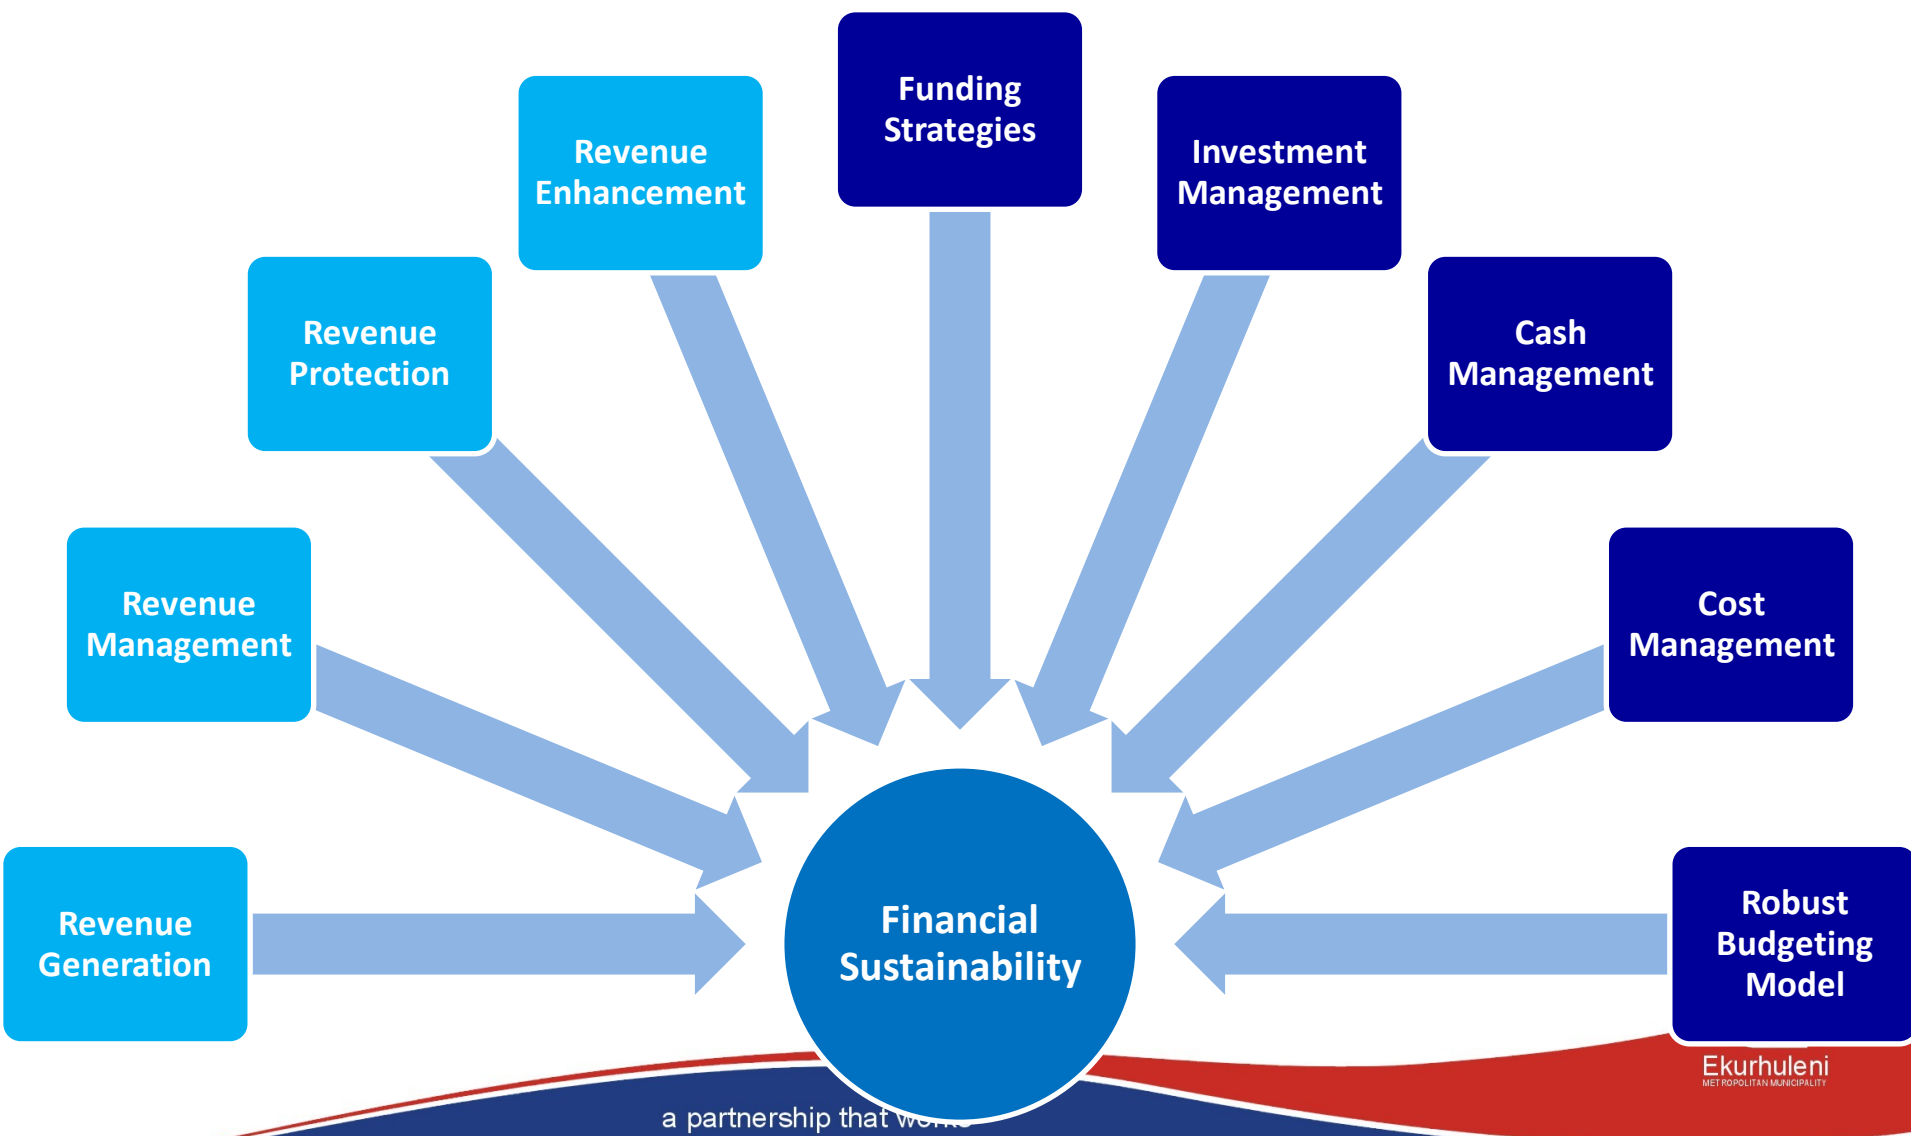 Funding
Strategies
Revenue
Enhancement
Investment
Management
Revenue
Protection
Cash
Management
Revenue
Management
Cost
Management
Revenue
Generation
Financial
Sustainability
Robust
Budgeting
Model
Ekurhuleni
METROPOLITAN MUNICIPALITY
a partnership that works